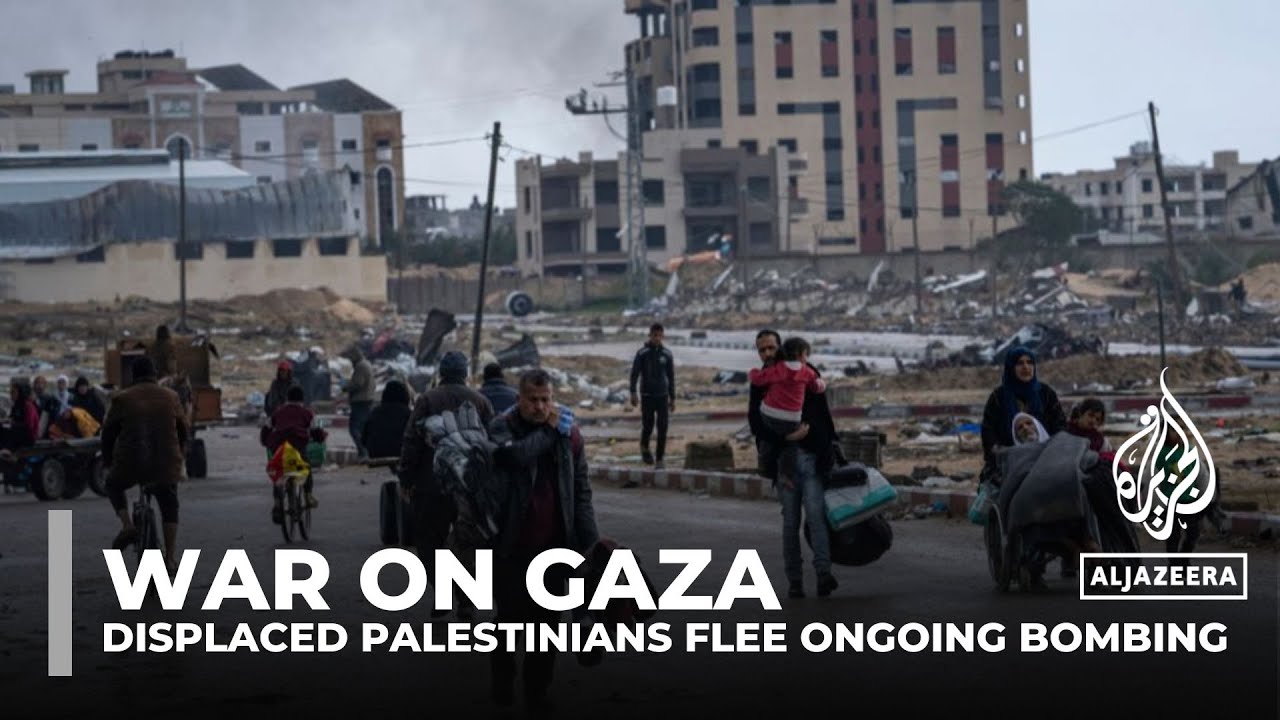 الجزيرة
ALJAZEERA
WAR ON GAZA
DISPLACED PALESTINIANS FLEE ONGOING BOMBING